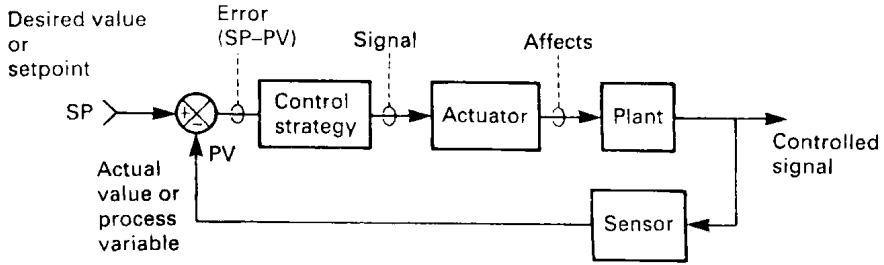 Desired value
or
setpoint
Error
(SP–PV)
Signal
Affects
SP
+
−
Control
strategy
Actuator
Plant
Controlled
signal
PV
Actual
value or
process
variable
Sensor